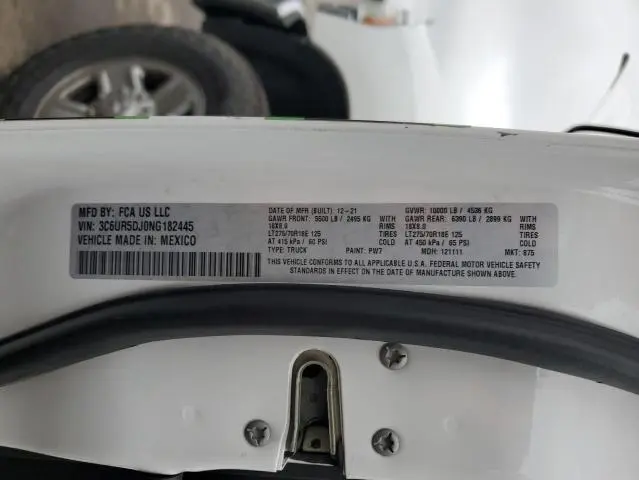 MFD BY: FCA US LLC
VIN: 3C6UR5DJ0NG182445
VEHICLE MADE IN: MEXICO
DATE OF MFR (BUILT): 12-21
GAWR FRONT: 5500 LB / 2495 KG
18X8.0 RIMS
LT275/70R18E 125 TIRES
AT 415 kPa / 60 PSI COLD
TYPE: TRUCK PAINT: PW7
GVWR: 10000 LB / 4536 KG
GAWR REAR: 6390 LB / 2899 KG
18X8.0 RIMS
LT275/70R18E 125 TIRES
AT 450 kPa / 65 PSI COLD
MDH: 121111 MKT: 875
THIS VEHICLE CONFORMS TO ALL APPLICABLE U.S.A. FEDERAL MOTOR VEHICLE SAFETY
STANDARDS IN EFFECT ON THE DATE OF MANUFACTURE SHOWN ABOVE.